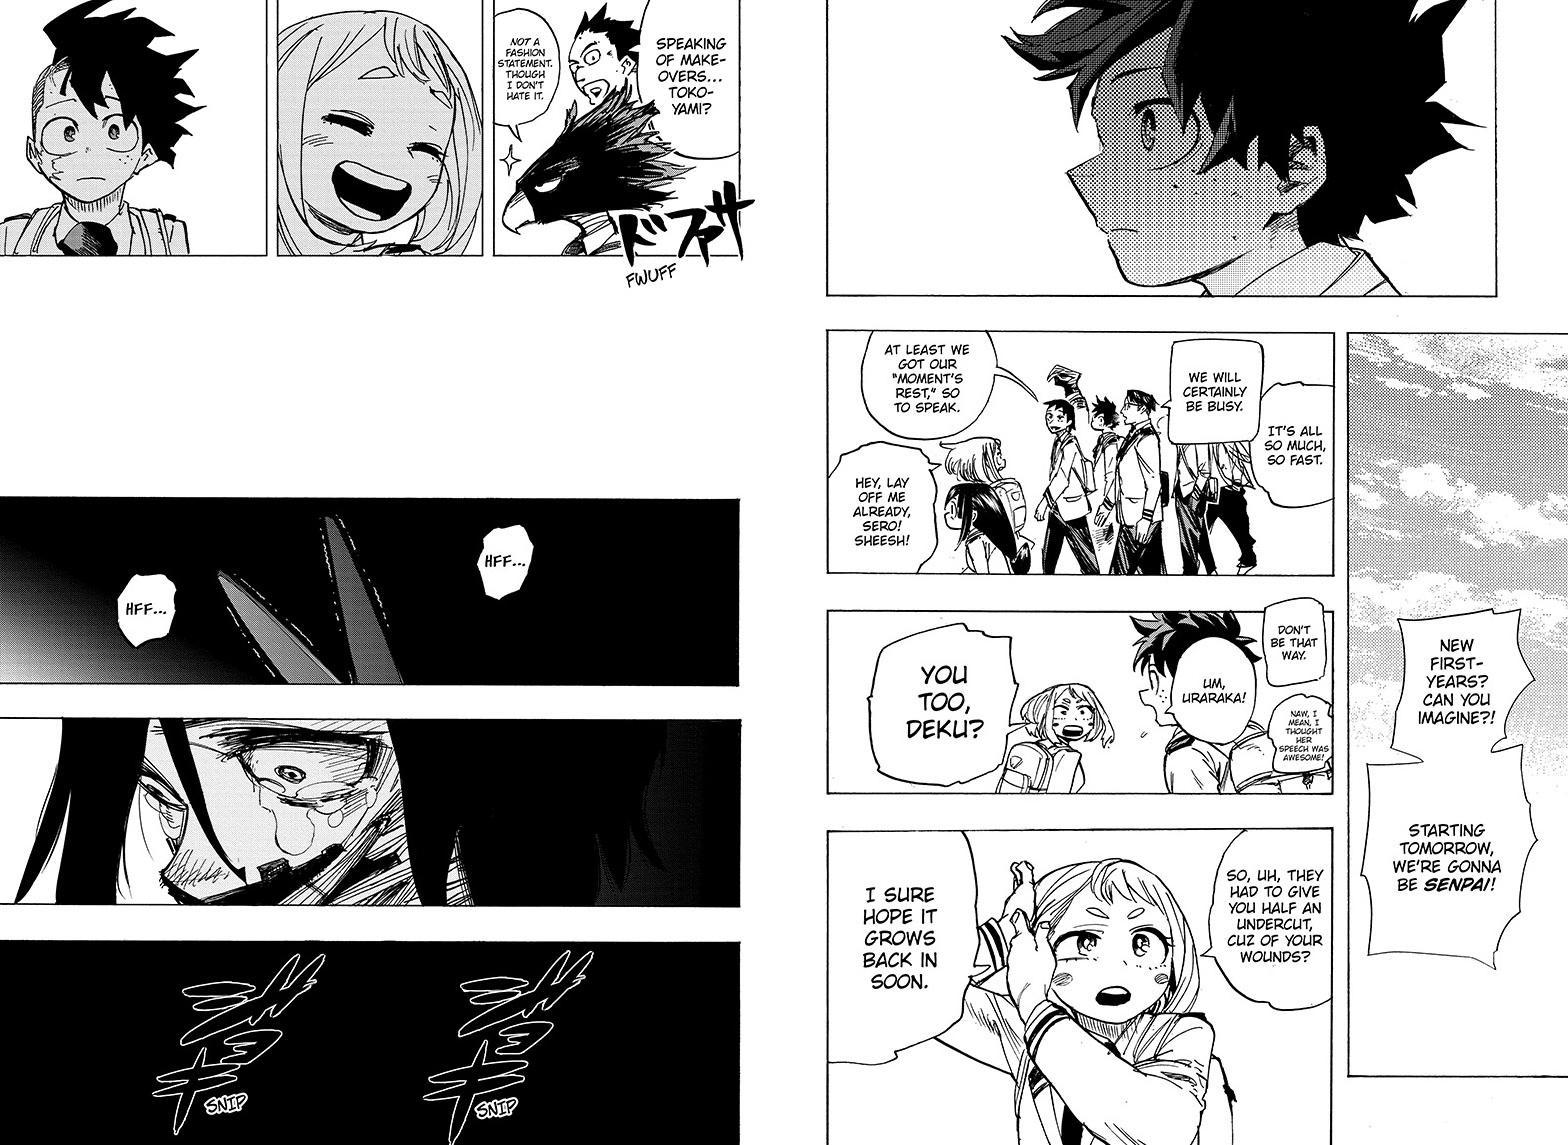 NEW
FIRST-
YEARS?
CAN YOU
IMAGINE?!
STARTING
TOMORROW,
WE'RE GONNA
BE SENPAI!
IT'S ALL
SO MUCH,
SO FAST.
WE WILL
CERTAINLY
BE BUSY.
AT LEAST WE
GOT OUR
"MOMENT'S
REST," SO
TO SPEAK.
HEY, LAY
OFF ME
ALREADY,
SERO!
SHEESH!
DON'T
BE THAT
WAY.
NAW, I
MEAN, I
THOUGHT
HER
SPEECH WAS
AWESOME!
UM,
URARAKA!
YOU
TOO,
DEKU?
SO, UH, THEY
HAD TO GIVE
YOU HALF AN
UNDERCUT,
CUZ OF YOUR
WOUNDS?
I SURE
HOPE IT
GROWS
BACK IN
SOON.
SPEAKING
OF MAKE-
OVERS...
TOKO-
YAMI?
NOT A
FASHION
STATEMENT.
THOUGH
I DON'T
HATE IT.
ドファサ
FWUFF
HFF...
HFF...
ジョキ
SNIP
ジョキ
SNIP